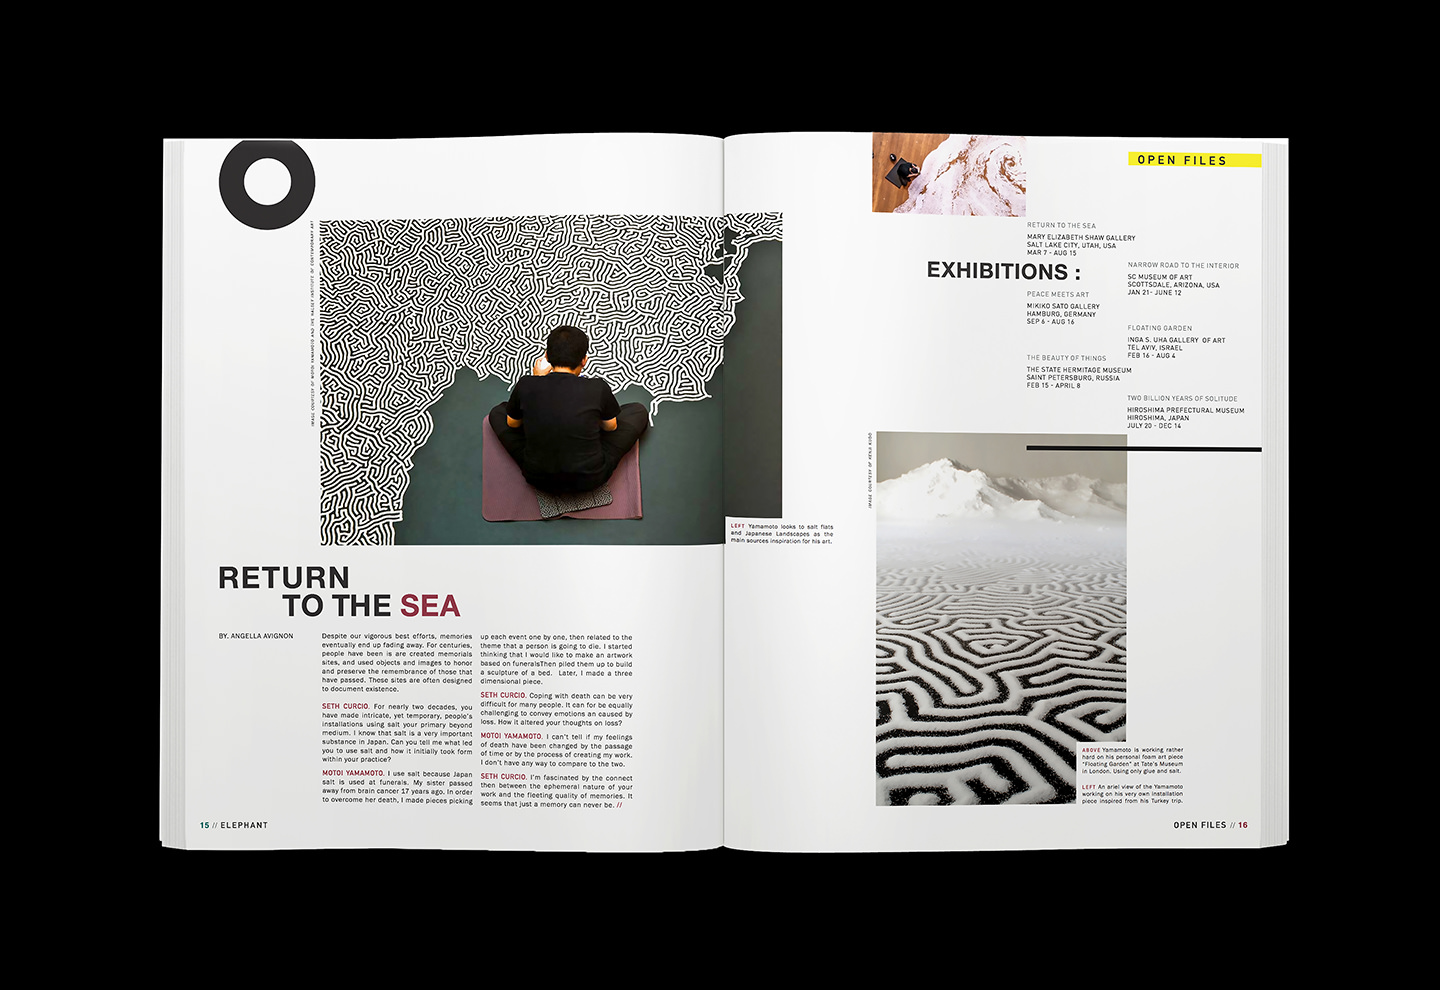 IMAGE COURTESY OF MOTOI YAMAMOTO AND THE HALSEY INSTITUTE OF CONTEMPORARY ART
LEFT Yamamoto looks to salt flats
and Japanese Landscapes as the
main sources inspiration for his art.
RETURN
TO THE SEA
BY. ANGELLA AVIGNON
Despite our vigorous best efforts, memories
eventually end up fading away. For centuries,
people have been is are created memorials
sites, and used objects and images to honor
and preserve the remembrance of those that
have passed. These sites are often designed
to document existence.
SETH CURCIO. For nearly two decades, you
have made intricate, yet temporary, people's
installations using salt your primary beyond
medium. I know that salt is a very important
substance in Japan. Can you tell me what led
you to use salt and how it initially took form
within your practice?
MOTOI YAMAMOTO. I use salt because Japan
salt is used at funerals. My sister passed
away from brain cancer 17 years ago. In order
to overcome her death, I made pieces picking
up each event one by one, then related to the
theme that a person is going to die. I started
thinking that I would like to make an artwork
based on funeralsThen piled them up to build
a sculpture of a bed. Later, I made a three
dimensional piece.
SETH CURCIO. Coping with death can be very
difficult for many people. It can for be equally
challenging to convey emotions an caused by
loss. How it altered your thoughts on loss?
MOTOI YAMAMOTO. I can't tell if my feelings
of death have been changed by the passage
of time or by the process of creating my work.
I don't have any way to compare to the two.
SETH CURCIO. I'm fascinated by the connect
then between the ephemeral nature of your
work and the fleeting quality of memories. It
seems that just a memory can never be. //
15 // ELEPHANT
OPEN FILES
EXHIBITIONS :
RETURN TO THE SEA
MARY ELIZABETH SHAW GALLERY
SALT LAKE CITY, UTAH, USA
MAR 7 - AUG 15
PEACE MEETS ART
MIKIKO SATO GALLERY
HAMBURG, GERMANY
SEP 6 - AUG 16
THE BEAUTY OF THINGS
THE STATE HERMITAGE MUSEUM
SAINT PETERSBURG, RUSSIA
FEB 15 - APRIL 8
NARROW ROAD TO THE INTERIOR
SC MUSEUM OF ART
SCOTTSDALE, ARIZONA, USA
JAN 21- JUNE 12
FLOATING GARDEN
INGA S. UHA GALLERY OF ART
TEL AVIV, ISRAEL
FEB 16 - AUG 4
TWO BILLION YEARS OF SOLITUDE
HIROSHIMA PREFECTURAL MUSEUM
HIROSHIMA, JAPAN
JULY 20 - DEC 14
IMAGE COURTESY OF KENJI KUDO
ABOVE Yamamoto is working rather
hard on his personal foam art piece
"Floating Garden" at Tate's Museum
in London. Using only glue and salt.
LEFT An ariel view of the Yamamoto
working on his very own installation
piece inspired from his Turkey trip.
OPEN FILES // 16